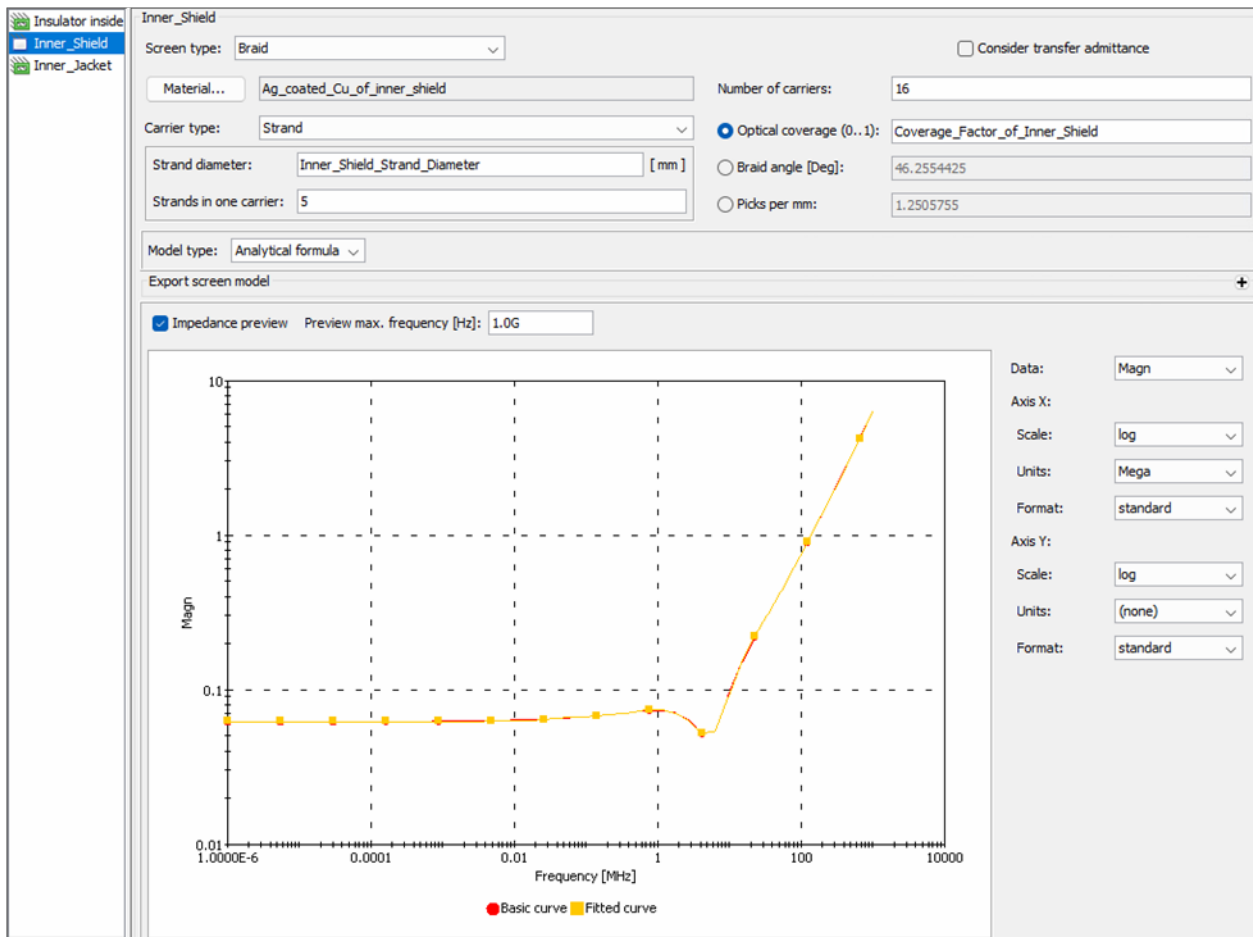 Insulator inside
Inner_Shield
Inner_Jacket
Inner_Shield
Screen type: Braid
Consider transfer admittance
Material... Ag_coated_Cu_of_inner_shield
Number of carriers: 16
Carrier type: Strand
Optical coverage (0..1): Coverage_Factor_of_Inner_Shield
Strand diameter: Inner_Shield_Strand_Diameter [mm]
Braid angle [Deg]: 46.2554425
Strands in one carrier: 5
Picks per mm: 1.2505755
Model type: Analytical formula
Export screen model
Impedance preview Preview max. frequency [Hz]: 1.0G
Data: Magn
Axis X:
Scale: log
Units: Mega
Format: standard
Axis Y:
Scale: log
Units: (none)
Format: standard
10
1
0.1
0.01
Magn
1.0000E-6 0.0001 0.01 1 100 10000
Frequency [MHz]
Basic curve Fitted curve